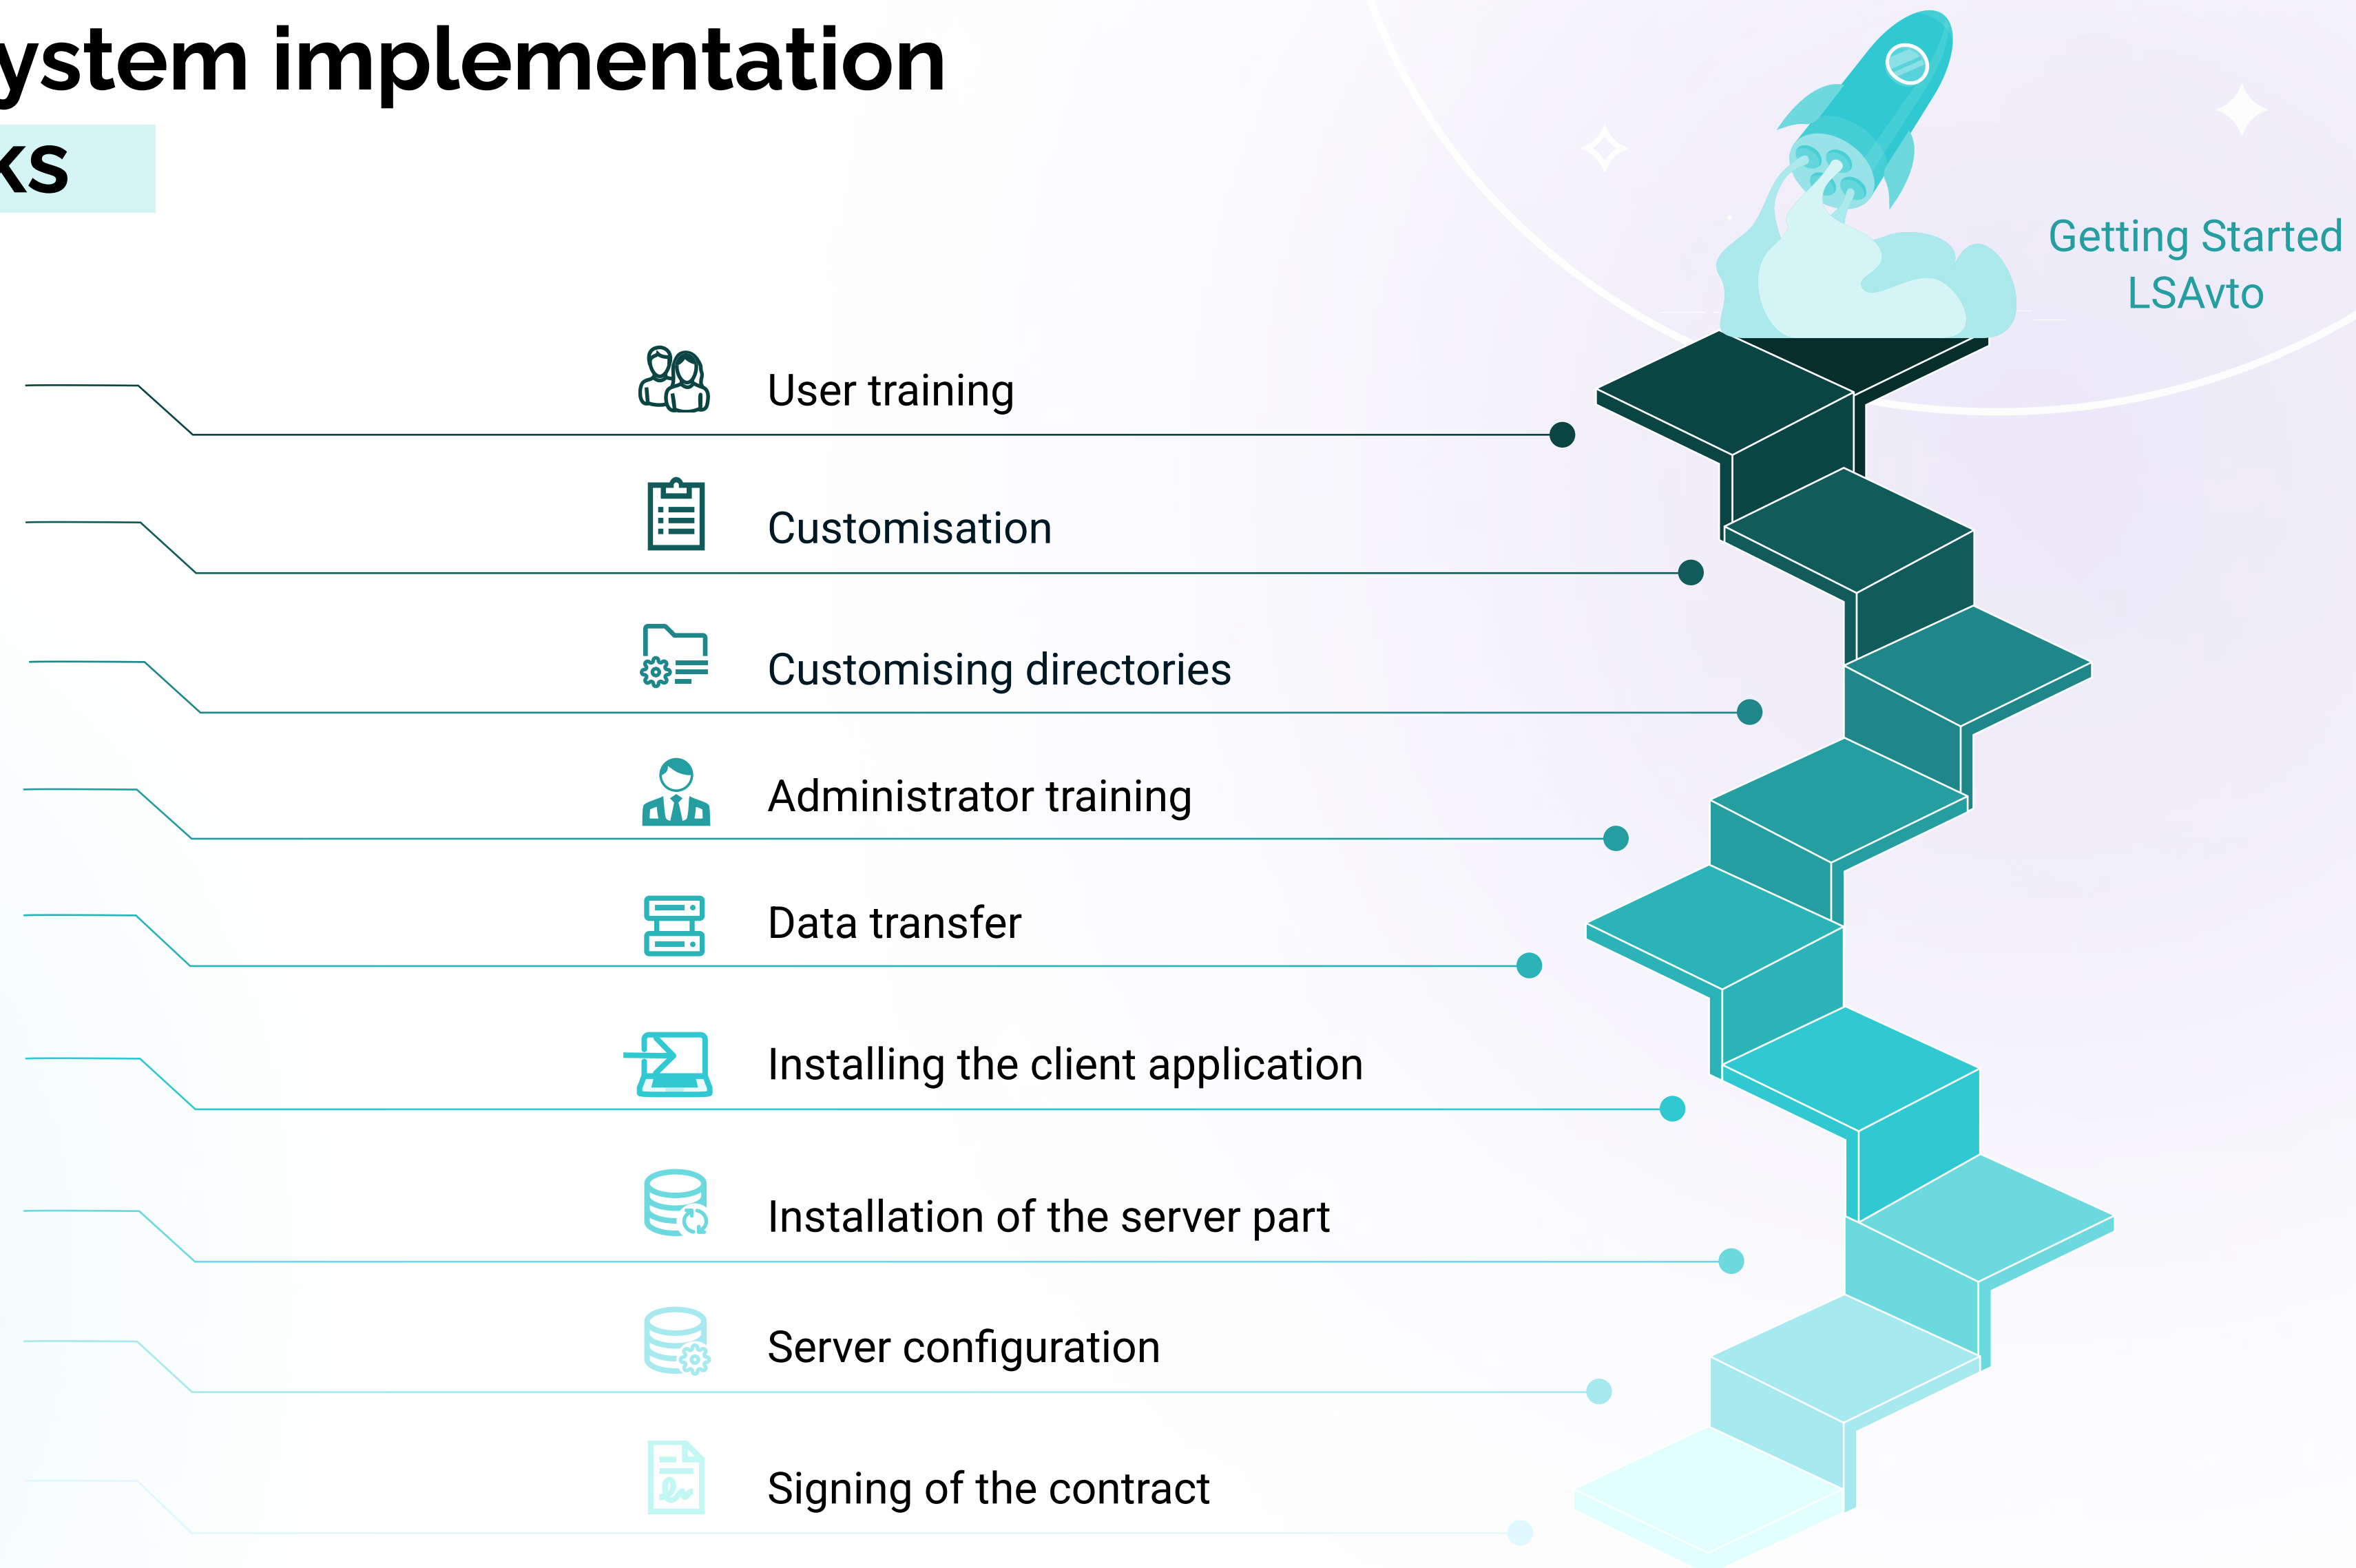 ystem implementation
ks
Getting Started
LSAvto
User training
Customisation
Customising directories
Administrator training
Data transfer
Installing the client application
Installation of the server part
Server configuration
Signing of the contract